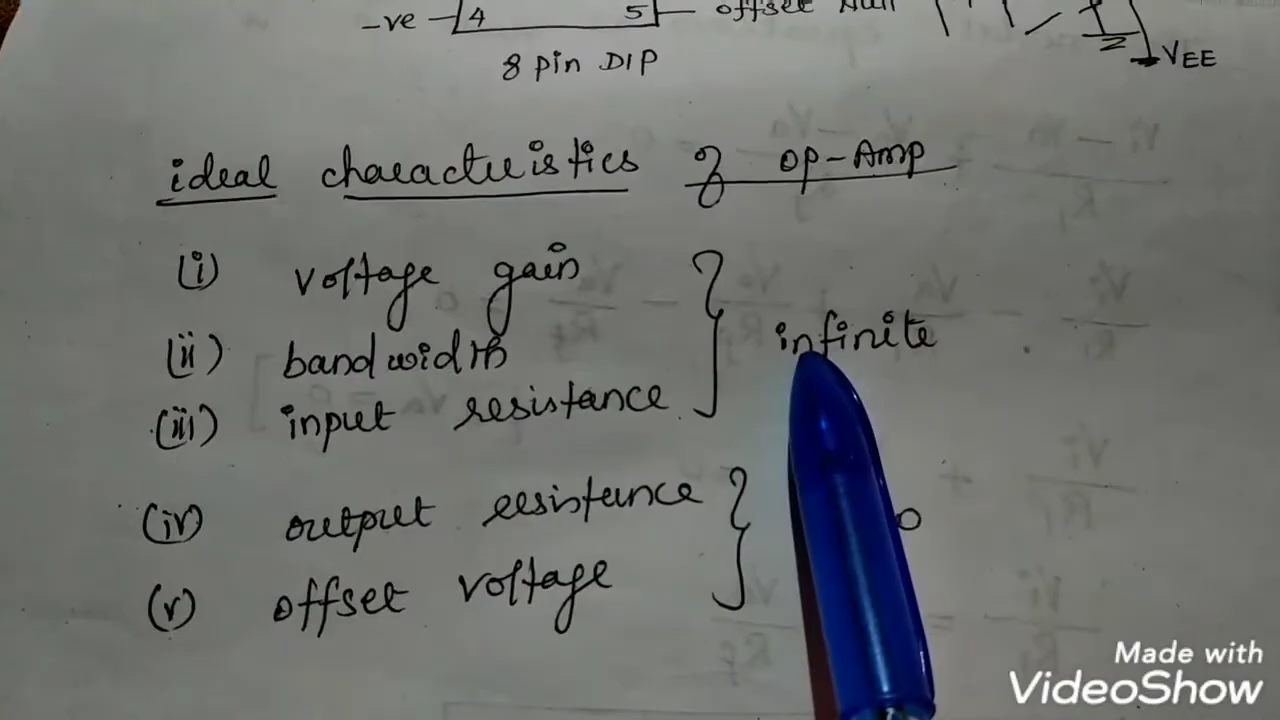 -ve 4 5 offset Null
8 pin DIP
VEE
ideal characteristics of op-Amp
(i) voltage gain
(ii) bandwidth
(iii) input resistance
infinite
(iv) output resistance
(v) offset voltage
o
Made with
VideoShow